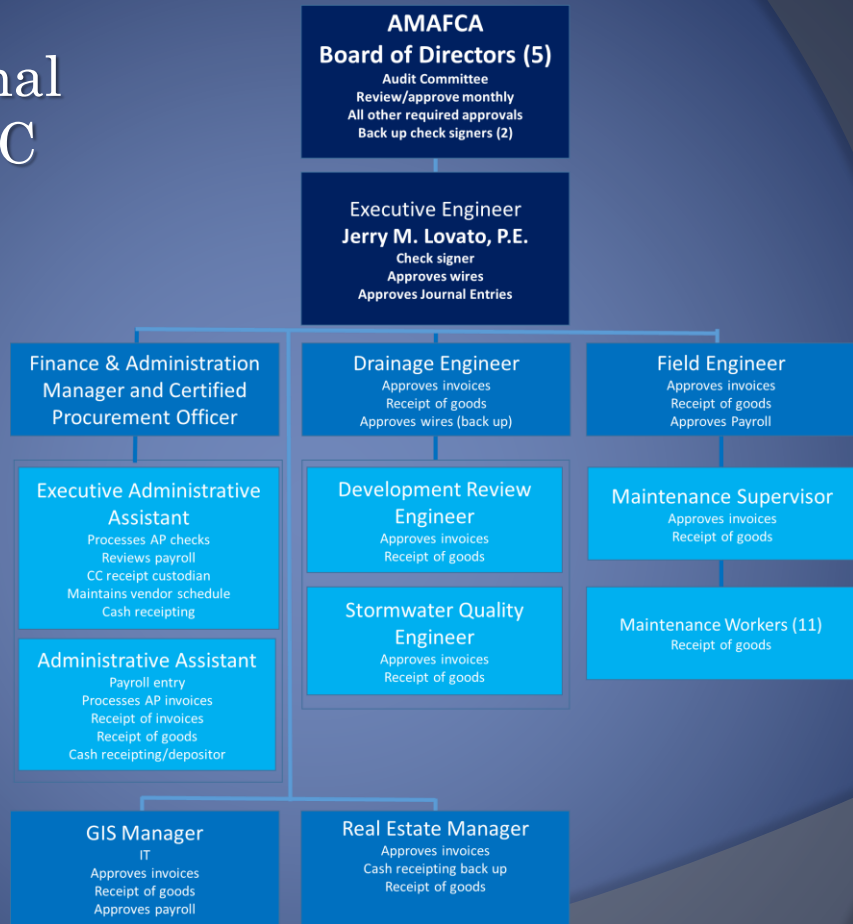 AMAFCA
Board of Directors (5)
Audit Committee
Review/approve monthly
All other required approvals
Back up check signers (2)
Executive Engineer
Jerry M. Lovato, P.E.
Check signer
Approves wires
Approves Journal Entries
Finance & Administration
Manager and Certified
Procurement Officer
Drainage Engineer
Approves invoices
Receipt of goods
Approves wires (back up)
Field Engineer
Approves invoices
Receipt of goods
Approves Payroll
Executive Administrative
Assistant
Processes AP checks
Reviews payroll
CC receipt custodian
Maintains vendor schedule
Cash receipting
Administrative Assistant
Payroll entry
Processes AP invoices
Receipt of invoices
Receipt of goods
Cash receipting/depositor
Development Review
Engineer
Approves invoices
Receipt of goods
Stormwater Quality
Engineer
Approves invoices
Receipt of goods
Maintenance Supervisor
Approves invoices
Receipt of goods
Maintenance Workers (11)
Receipt of goods
GIS Manager
IT
Approves invoices
Receipt of goods
Approves payroll
Real Estate Manager
Approves invoices
Cash receipting back up
Receipt of goods